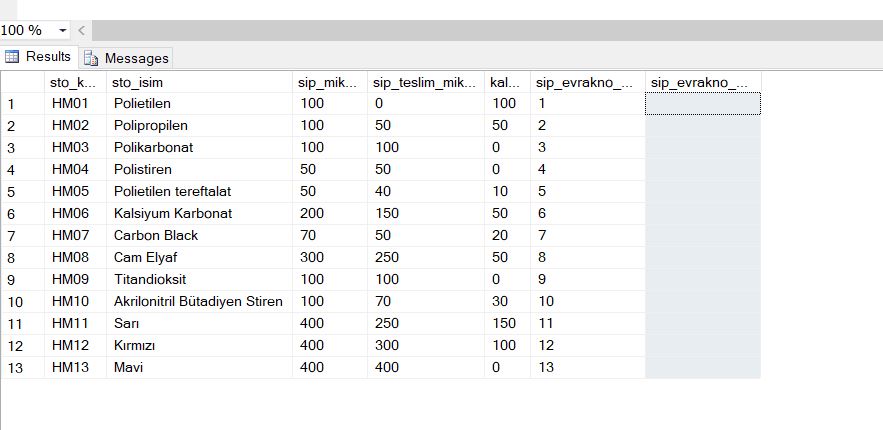 100 %
Results Messages
sto_k... sto_isim sip_mik... sip_teslim_mik... kal... sip_evrakno_... sip_evrakno_...
1 HM01 Polietilen 100 0 100 1
2 HM02 Polipropilen 100 50 50 2
3 HM03 Polikarbonat 100 100 0 3
4 HM04 Polistiren 50 50 0 4
5 HM05 Polietilen tereftalat 50 40 10 5
6 HM06 Kalsiyum Karbonat 200 150 50 6
7 HM07 Carbon Black 70 50 20 7
8 HM08 Cam Elyaf 300 250 50 8
9 HM09 Titandioksit 100 100 0 9
10 HM10 Akrilonitril Bütadiyen Stiren 100 70 30 10
11 HM11 Sarı 400 250 150 11
12 HM12 Kırmızı 400 300 100 12
13 HM13 Mavi 400 400 0 13